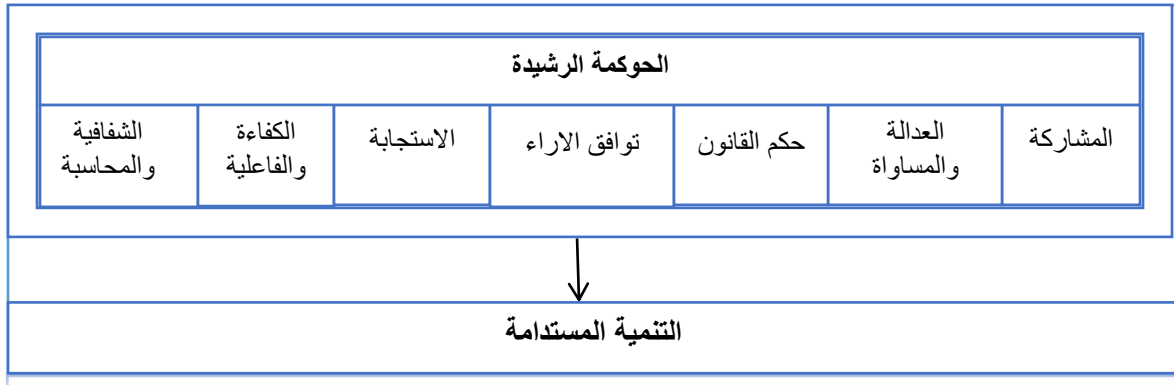 الحوكمة الرشيدة
المشاركة
العدالة
والمساواة
حكم القانون
توافق الاراء
الاستجابة
الكفاءة
والفاعلية
الشفافية
والمحاسبة
التنمية المستدامة